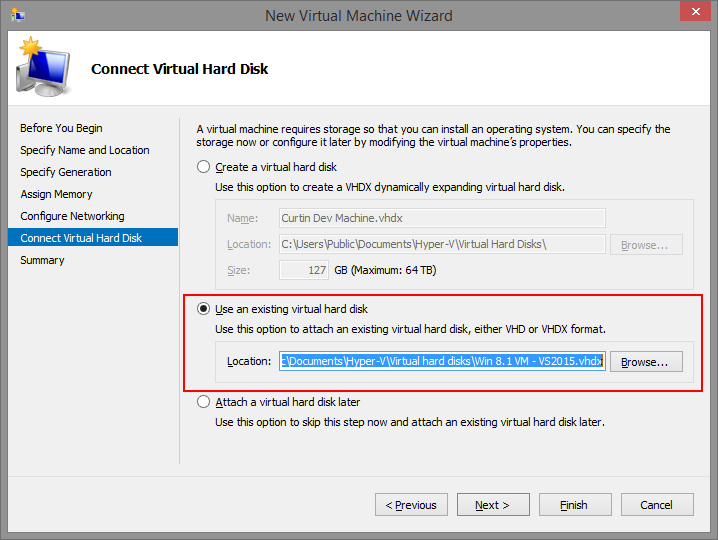 New Virtual Machine Wizard
Connect Virtual Hard Disk
Before You Begin
Specify Name and Location
Specify Generation
Assign Memory
Configure Networking
Connect Virtual Hard Disk
Summary
A virtual machine requires storage so that you can install an operating system. You can specify the
storage now or configure it later by modifying the virtual machine's properties.
Create a virtual hard disk
Use this option to create a VHDX dynamically expanding virtual hard disk.
Name: Curtin Dev Machine.vhdx
Location: C:\Users\Public\Documents\Hyper-V\Virtual Hard Disks\ Browse...
Size: 127 GB (Maximum: 64 TB)
Use an existing virtual hard disk
Use this option to attach an existing virtual hard disk, either VHD or VHDX format.
Location: c\Documents\Hyper-V\Virtual hard disks\Win 8.1 VM - VS2015.vhdx Browse...
Attach a virtual hard disk later
Use this option to skip this step now and attach an existing virtual hard disk later.
< Previous Next > Finish Cancel